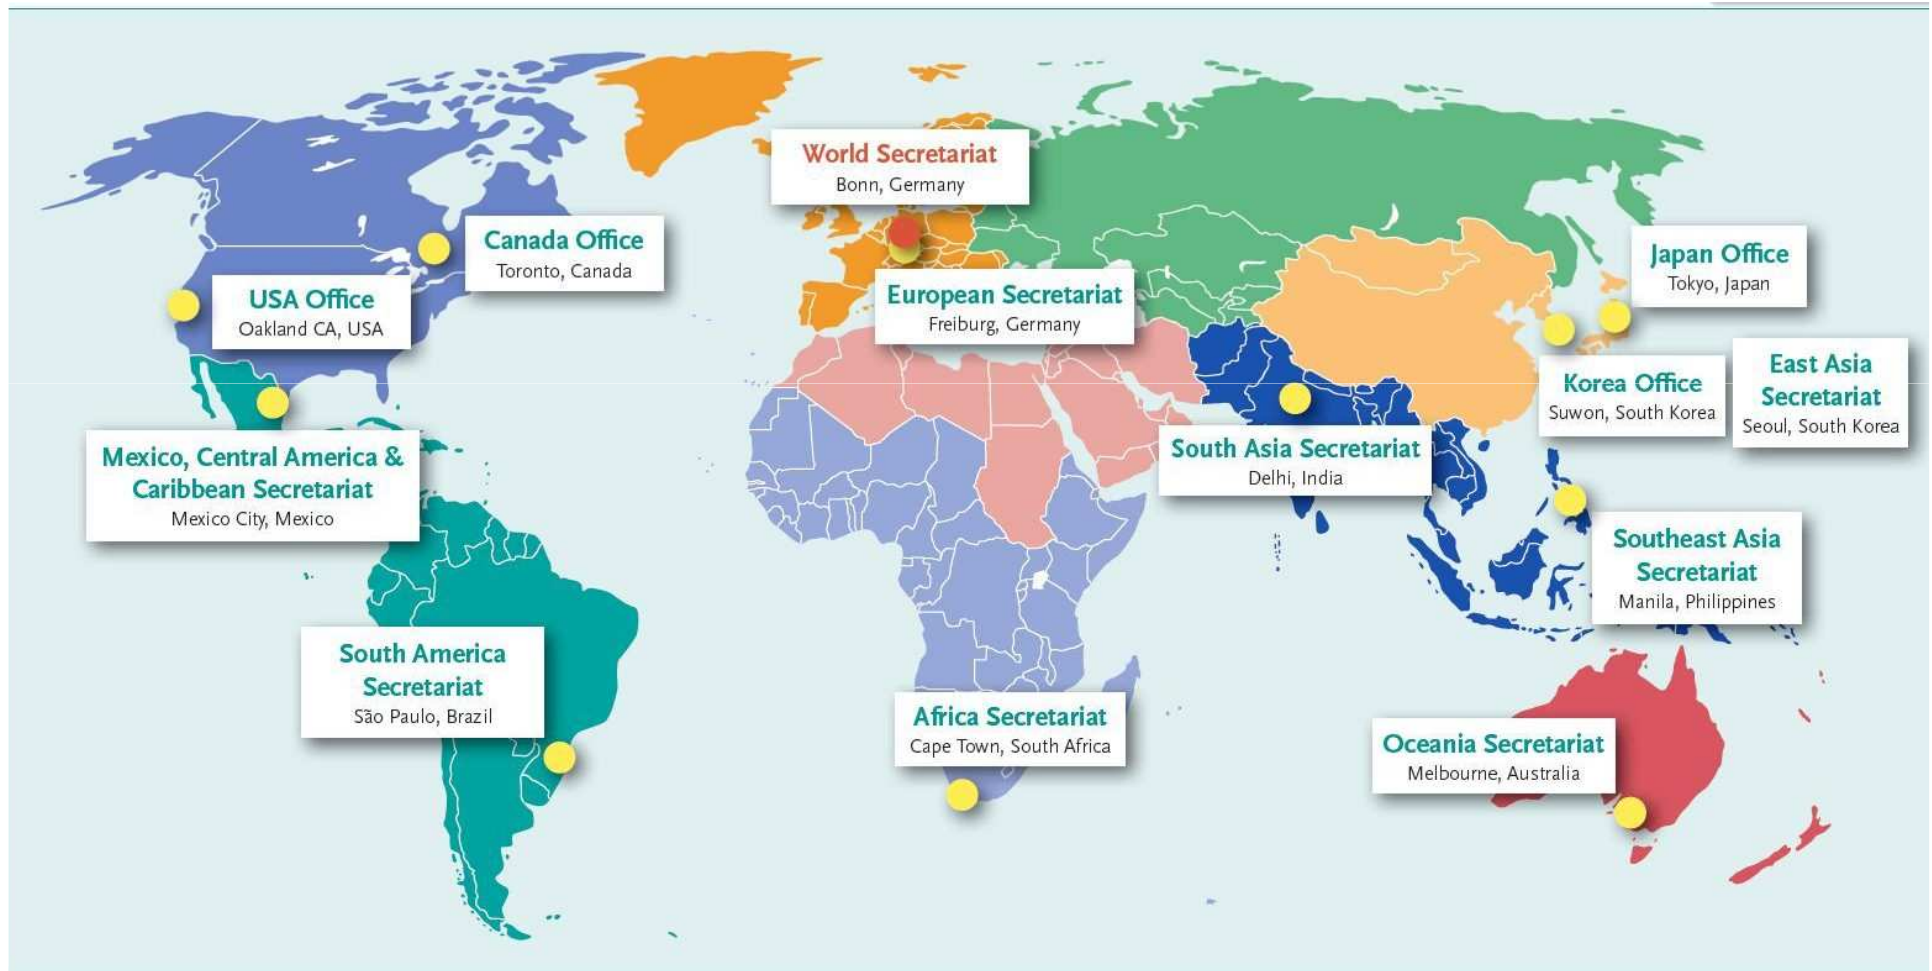 World Secretariat
Bonn, Germany
Canada Office
Toronto, Canada
USA Office
Oakland CA, USA
European Secretariat
Freiburg, Germany
Japan Office
Tokyo, Japan
Korea Office
Suwon, South Korea
East Asia
Secretariat
Seoul, South Korea
Mexico, Central America &
Caribbean Secretariat
Mexico City, Mexico
South Asia Secretariat
Delhi, India
Southeast Asia
Secretariat
Manila, Philippines
South America
Secretariat
São Paulo, Brazil
Africa Secretariat
Cape Town, South Africa
Oceania Secretariat
Melbourne, Australia